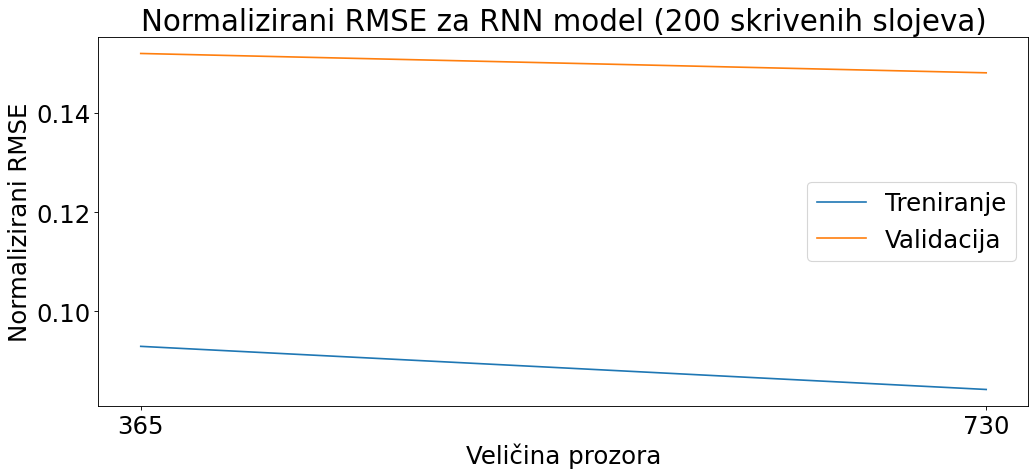 Normalizirani RMSE za RNN model (200 skrivenih slojeva)
Normalizirani RMSE
0.14
0.12
0.10
Treniranje
Validacija
365
730
Veličina prozora